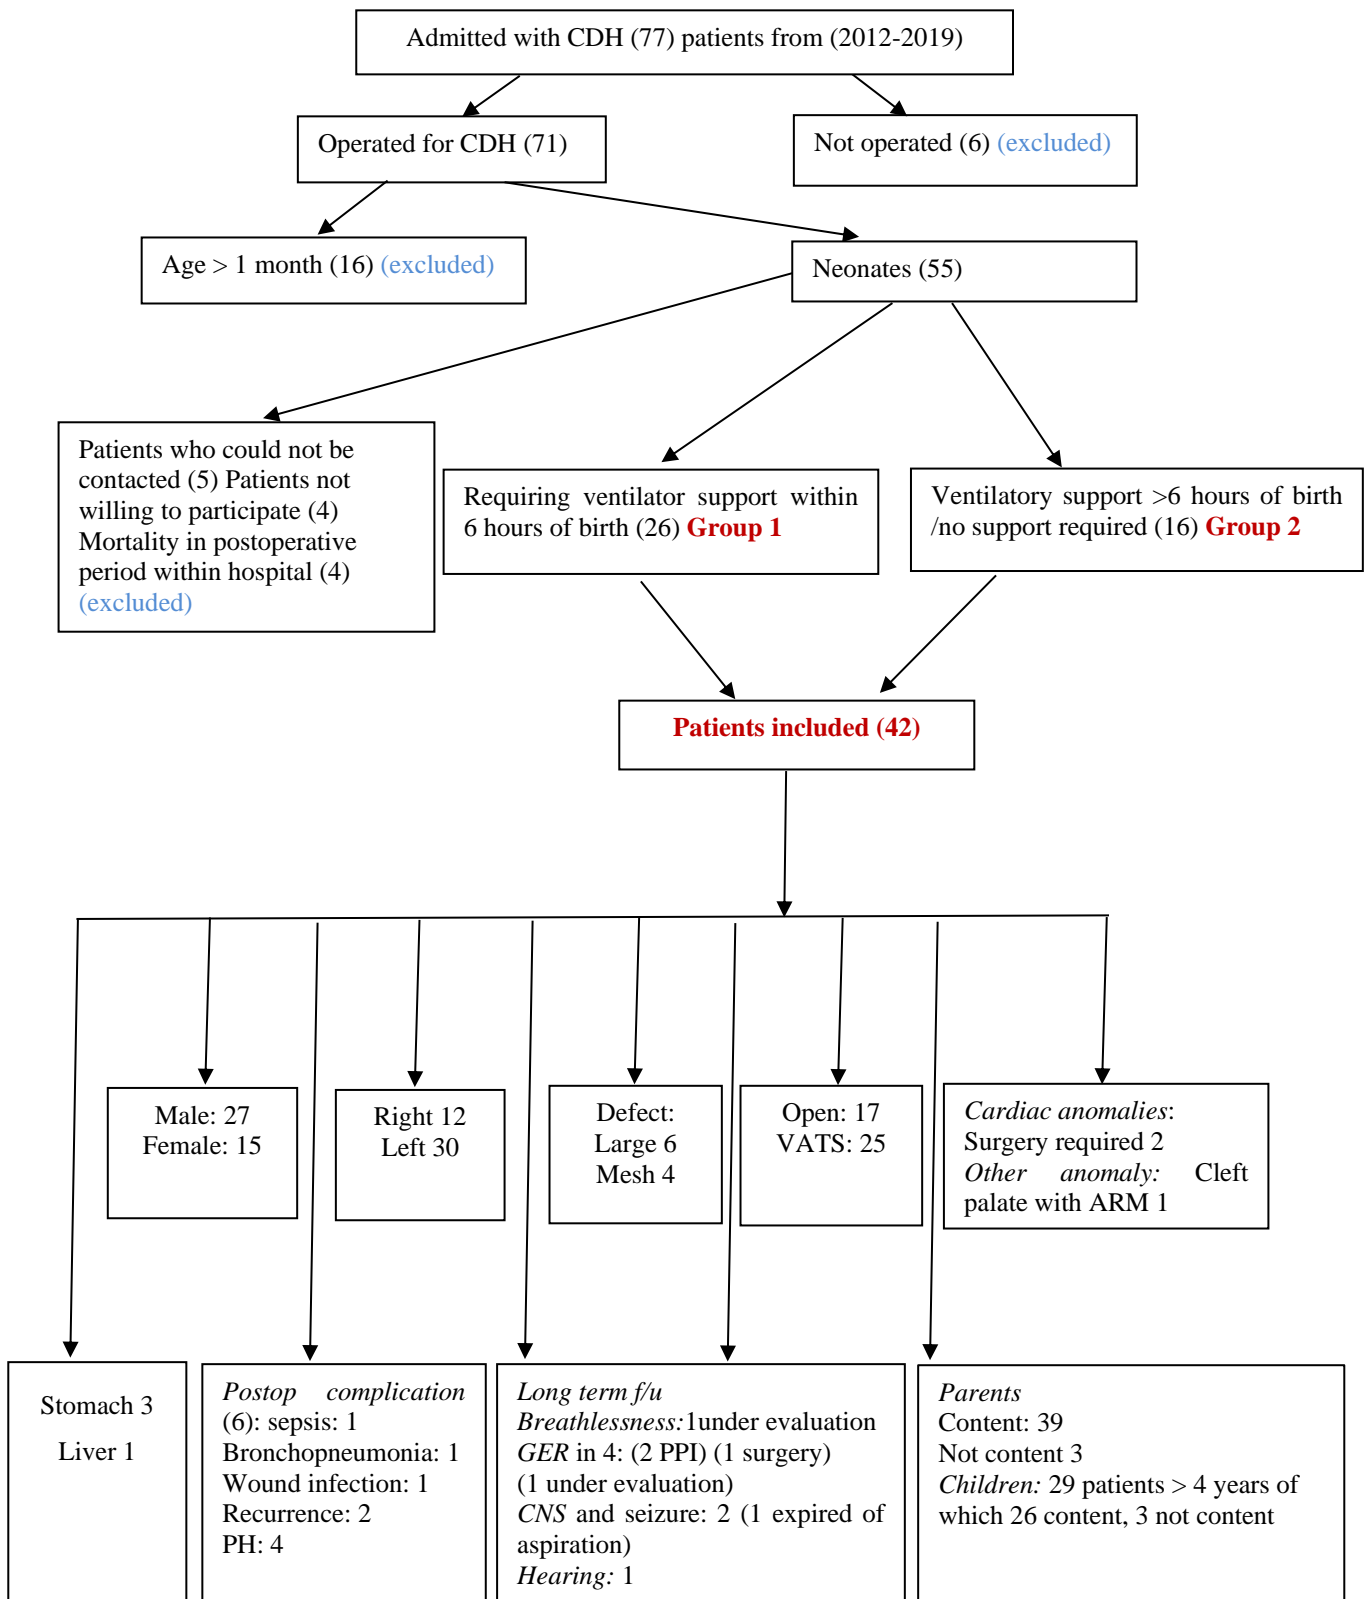 Admitted with CDH (77) patients from (2012-2019)
Operated for CDH (71)
Not operated (6) (excluded)
Age > 1 month (16) (excluded)
Neonates (55)
Patients who could not be
contacted (5) Patients not
willing to participate (4)
Mortality in postoperative
period within hospital (4)
(excluded)
Requiring ventilator support within
6 hours of birth (26) Group 1
Ventilatory support >6 hours of birth
/no support required (16) Group 2
Patients included (42)
Male: 27
Female: 15
Right 12
Left 30
Defect:
Large 6
Mesh 4
Open: 17
VATS: 25
Cardiac anomalies:
Surgery required 2
Other anomaly: Cleft
palate with ARM 1
Stomach 3
Liver 1
Postop complication
(6): sepsis: 1
Bronchopneumonia: 1
Wound infection: 1
Recurrence: 2
PH: 4
Long term f/u
Breathlessness:1under evaluation
GER in 4: (2 PPI) (1 surgery)
(1 under evaluation)
CNS and seizure: 2 (1 expired of
aspiration)
Hearing: 1
Parents
Content: 39
Not content 3
Children: 29 patients > 4 years of
which 26 content, 3 not content